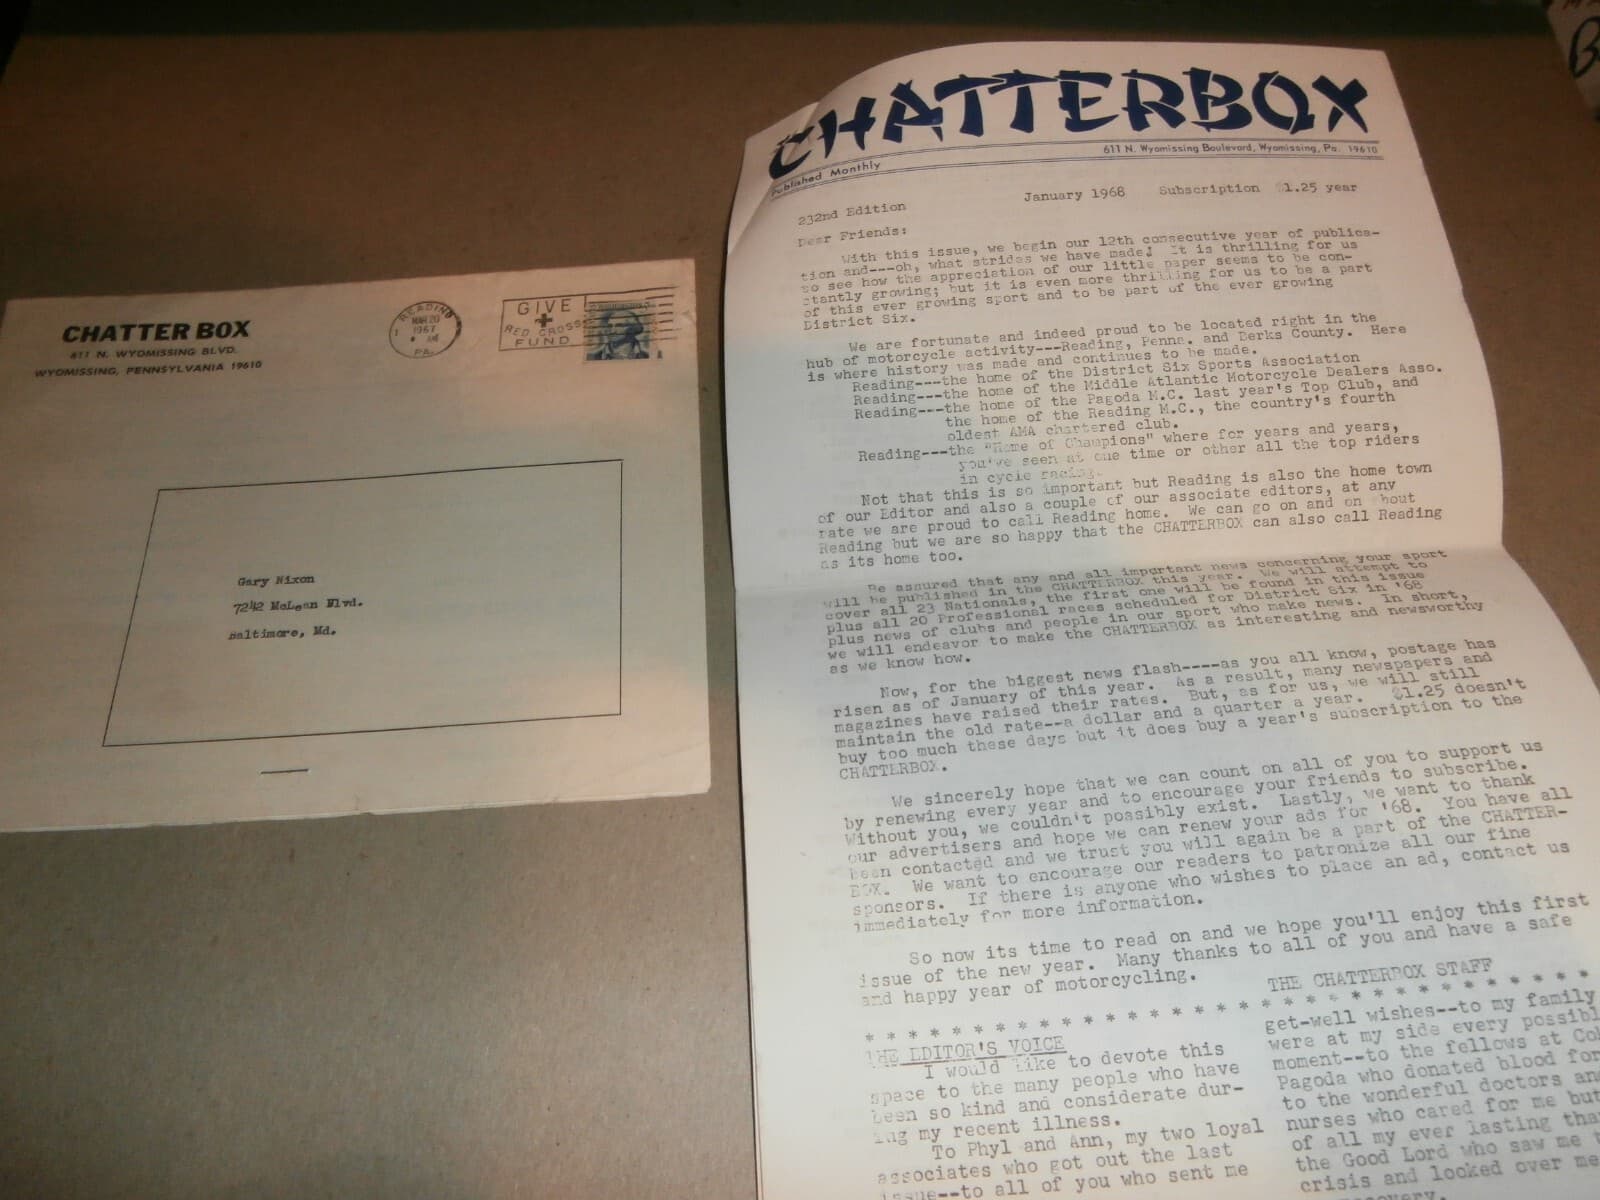 CHATTER BOX
611 N. WYOMISSING BLVD.
WYOMISSING, PENNSYLVANIA 19610
READING
MAR 20
1967
PA.
GIVE
RED CROSS
FUND
Gary Nixon
7242 McLean Blvd.
Baltimore, Md.
CHATTERBOX
Published Monthly
611 N. Wyomissing Boulevard, Wyomissing, Pa. 19610
232nd Edition January 1968 Subscription $1.25 year
Dear Friends:
With this issue, we begin our 12th consecutive year of publica-
tion and---oh, what strides we have made! It is thrilling for us
to see how the appreciation of our little paper seems to be con-
stantly growing; but it is even more thrilling for us to be a part
of this ever growing sport and to be part of the ever growing
District Six.
We are fortunate and indeed proud to be located right in the
hub of motorcycle activity---Reading, Penna. and Berks County. Here
is where history was made and continues to be made.
Reading---the home of the District Six Sports Association
Reading---the home of the Middle Atlantic Motorcycle Dealers Asso.
Reading---the home of the Pagoda M.C. last year's Top Club, and
the home of the Reading M.C., the country's fourth
oldest AMA chartered club.
Reading---the "Home of Champions" where for years and years,
you've seen at one time or other all the top riders
in cycle racing.
Not that this is so important but Reading is also the home town
of our Editor and also a couple of our associate editors, at any
rate we are proud to call Reading home. We can go on and on about
Reading but we are so happy that the CHATTERBOX can also call Reading
as its home too.
Be assured that any and all important news concerning your sport
will be published in the CHATTERBOX this year. We will attempt to
cover all 23 Nationals, the first one will be found in this issue
plus all 20 Professional races scheduled for District Six in '68
plus news of clubs and people in our sport who make news. In short,
we will endeavor to make the CHATTERBOX as interesting and newsworthy
as we know how.
Now, for the biggest news flash----as you all know, postage has
risen as of January of this year. As a result, many newspapers and
magazines have raised their rates. But, as for us, we will still
maintain the old rate--a dollar and a quarter a year. $1.25 doesn't
buy too much these days but it does buy a year's subscription to the
CHATTERBOX.
We sincerely hope that we can count on all of you to support us
by renewing every year and to encourage your friends to subscribe.
Without you, we couldn't possibly exist. Lastly, we want to thank
our advertisers and hope we can renew your ads for '68. You have all
been contacted and we trust you will again be a part of the CHATTER-
BOX. We want to encourage our readers to patronize all our fine
sponsors. If there is anyone who wishes to place an ad, contact us
immediately for more information.
So now its time to read on and we hope you'll enjoy this first
issue of the new year. Many thanks to all of you and have a safe
and happy year of motorcycling.
THE CHATTERBOX STAFF
* * * * * * * * * * * * * * * * * * * * * * * * * * * * * * * * *
THE EDITOR'S VOICE
I would like to devote this
space to the many people who have
been so kind and considerate dur-
ing my recent illness.
To Phyl and Ann, my two loyal
associates who got out the last
issue--to all of you who sent me
get-well wishes--to my family
were at my side every possibl
moment--to the fellows at Col
Pagoda who donated blood for
to the wonderful doctors and
nurses who cared for me but
of all my ever lasting tha
the Good Lord who saw me
crisis and looked over me